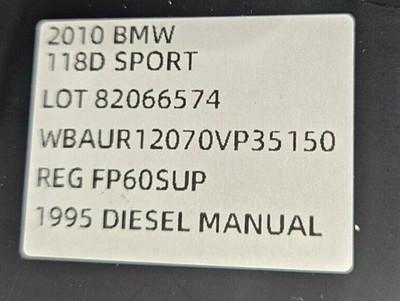 2010 BMW
118D SPORT
LOT 82066574
WBAUR12070VP35150
REG FP60SUP
1995 DIESEL MANUAL